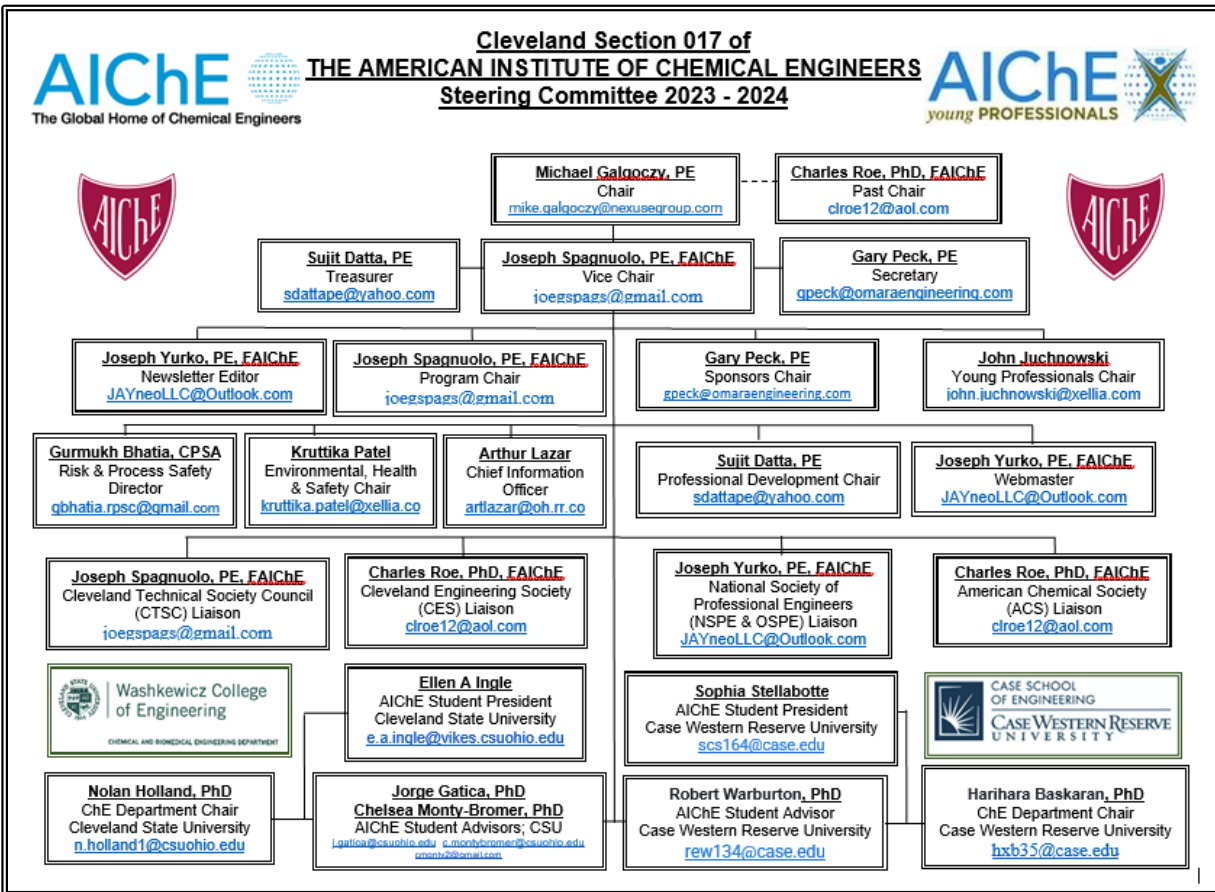 Cleveland Section 017 of
THE AMERICAN INSTITUTE OF CHEMICAL ENGINEERS
Steering Committee 2023 - 2024
AIChE
The Global Home of Chemical Engineers
AIChE
young PROFESSIONALS
AIChE
AIChE
Michael Galgoczy, PE
Chair
mike.galgoczy@nexusegroup.com
Charles Roe, PhD, FAIChE
Past Chair
clroe12@aol.com
Sujit Datta, PE
Treasurer
sdattape@yahoo.com
Joseph Spagnuolo, PE, FAIChE
Vice Chair
joegspags@gmail.com
Gary Peck, PE
Secretary
gpeck@omaraengineering.com
Joseph Yurko, PE, FAIChE
Newsletter Editor
JAYneoLLC@Outlook.com
Joseph Spagnuolo, PE, FAIChE
Program Chair
joegspags@gmail.com
Gary Peck, PE
Sponsors Chair
gpeck@omaraengineering.com
John Juchnowski
Young Professionals Chair
john.juchnowski@xellia.com
Gurmukh Bhatia, CPSA
Risk & Process Safety
Director
gbhatia.rpsc@gmail.com
Kruttika Patel
Environmental, Health
& Safety Chair
kruttika.patel@xellia.co
Arthur Lazar
Chief Information
Officer
artlazar@oh.rr.co
Sujit Datta, PE
Professional Development Chair
sdattape@yahoo.com
Joseph Yurko, PE, FAIChE
Webmaster
JAYneoLLC@Outlook.com
Joseph Spagnuolo, PE, FAIChE
Cleveland Technical Society Council
(CTSC) Liaison
joegspags@gmail.com
Charles Roe, PhD, FAIChE
Cleveland Engineering Society
(CES) Liaison
clroe12@aol.com
Joseph Yurko, PE, FAIChE
National Society of
Professional Engineers
(NSPE & OSPE) Liaison
JAYneoLLC@Outlook.com
Charles Roe, PhD, FAIChE
American Chemical Society
(ACS) Liaison
clroe12@aol.com
Washkewicz College
of Engineering
CHEMICAL AND BIOMEDICAL ENGINEERING DEPARTMENT
Ellen A Ingle
AIChE Student President
Cleveland State University
e.a.ingle@vikes.csuohio.edu
Sophia Stellabotte
AIChE Student President
Case Western Reserve University
scs164@case.edu
CASE SCHOOL
OF ENGINEERING
CASE WESTERN RESERVE
UNIVERSITY
Nolan Holland, PhD
ChE Department Chair
Cleveland State University
n.holland1@csuohio.edu
Jorge Gatica, PhD
Chelsea Monty-Bromer, PhD
AIChE Student Advisors; CSU
j.gatica@csuohio.edu c.montybromer@csuohio.edu
cmonty2@gmail.com
Robert Warburton, PhD
AIChE Student Advisor
Case Western Reserve University
rew134@case.edu
Harihara Baskaran, PhD
ChE Department Chair
Case Western Reserve University
hxb35@case.edu